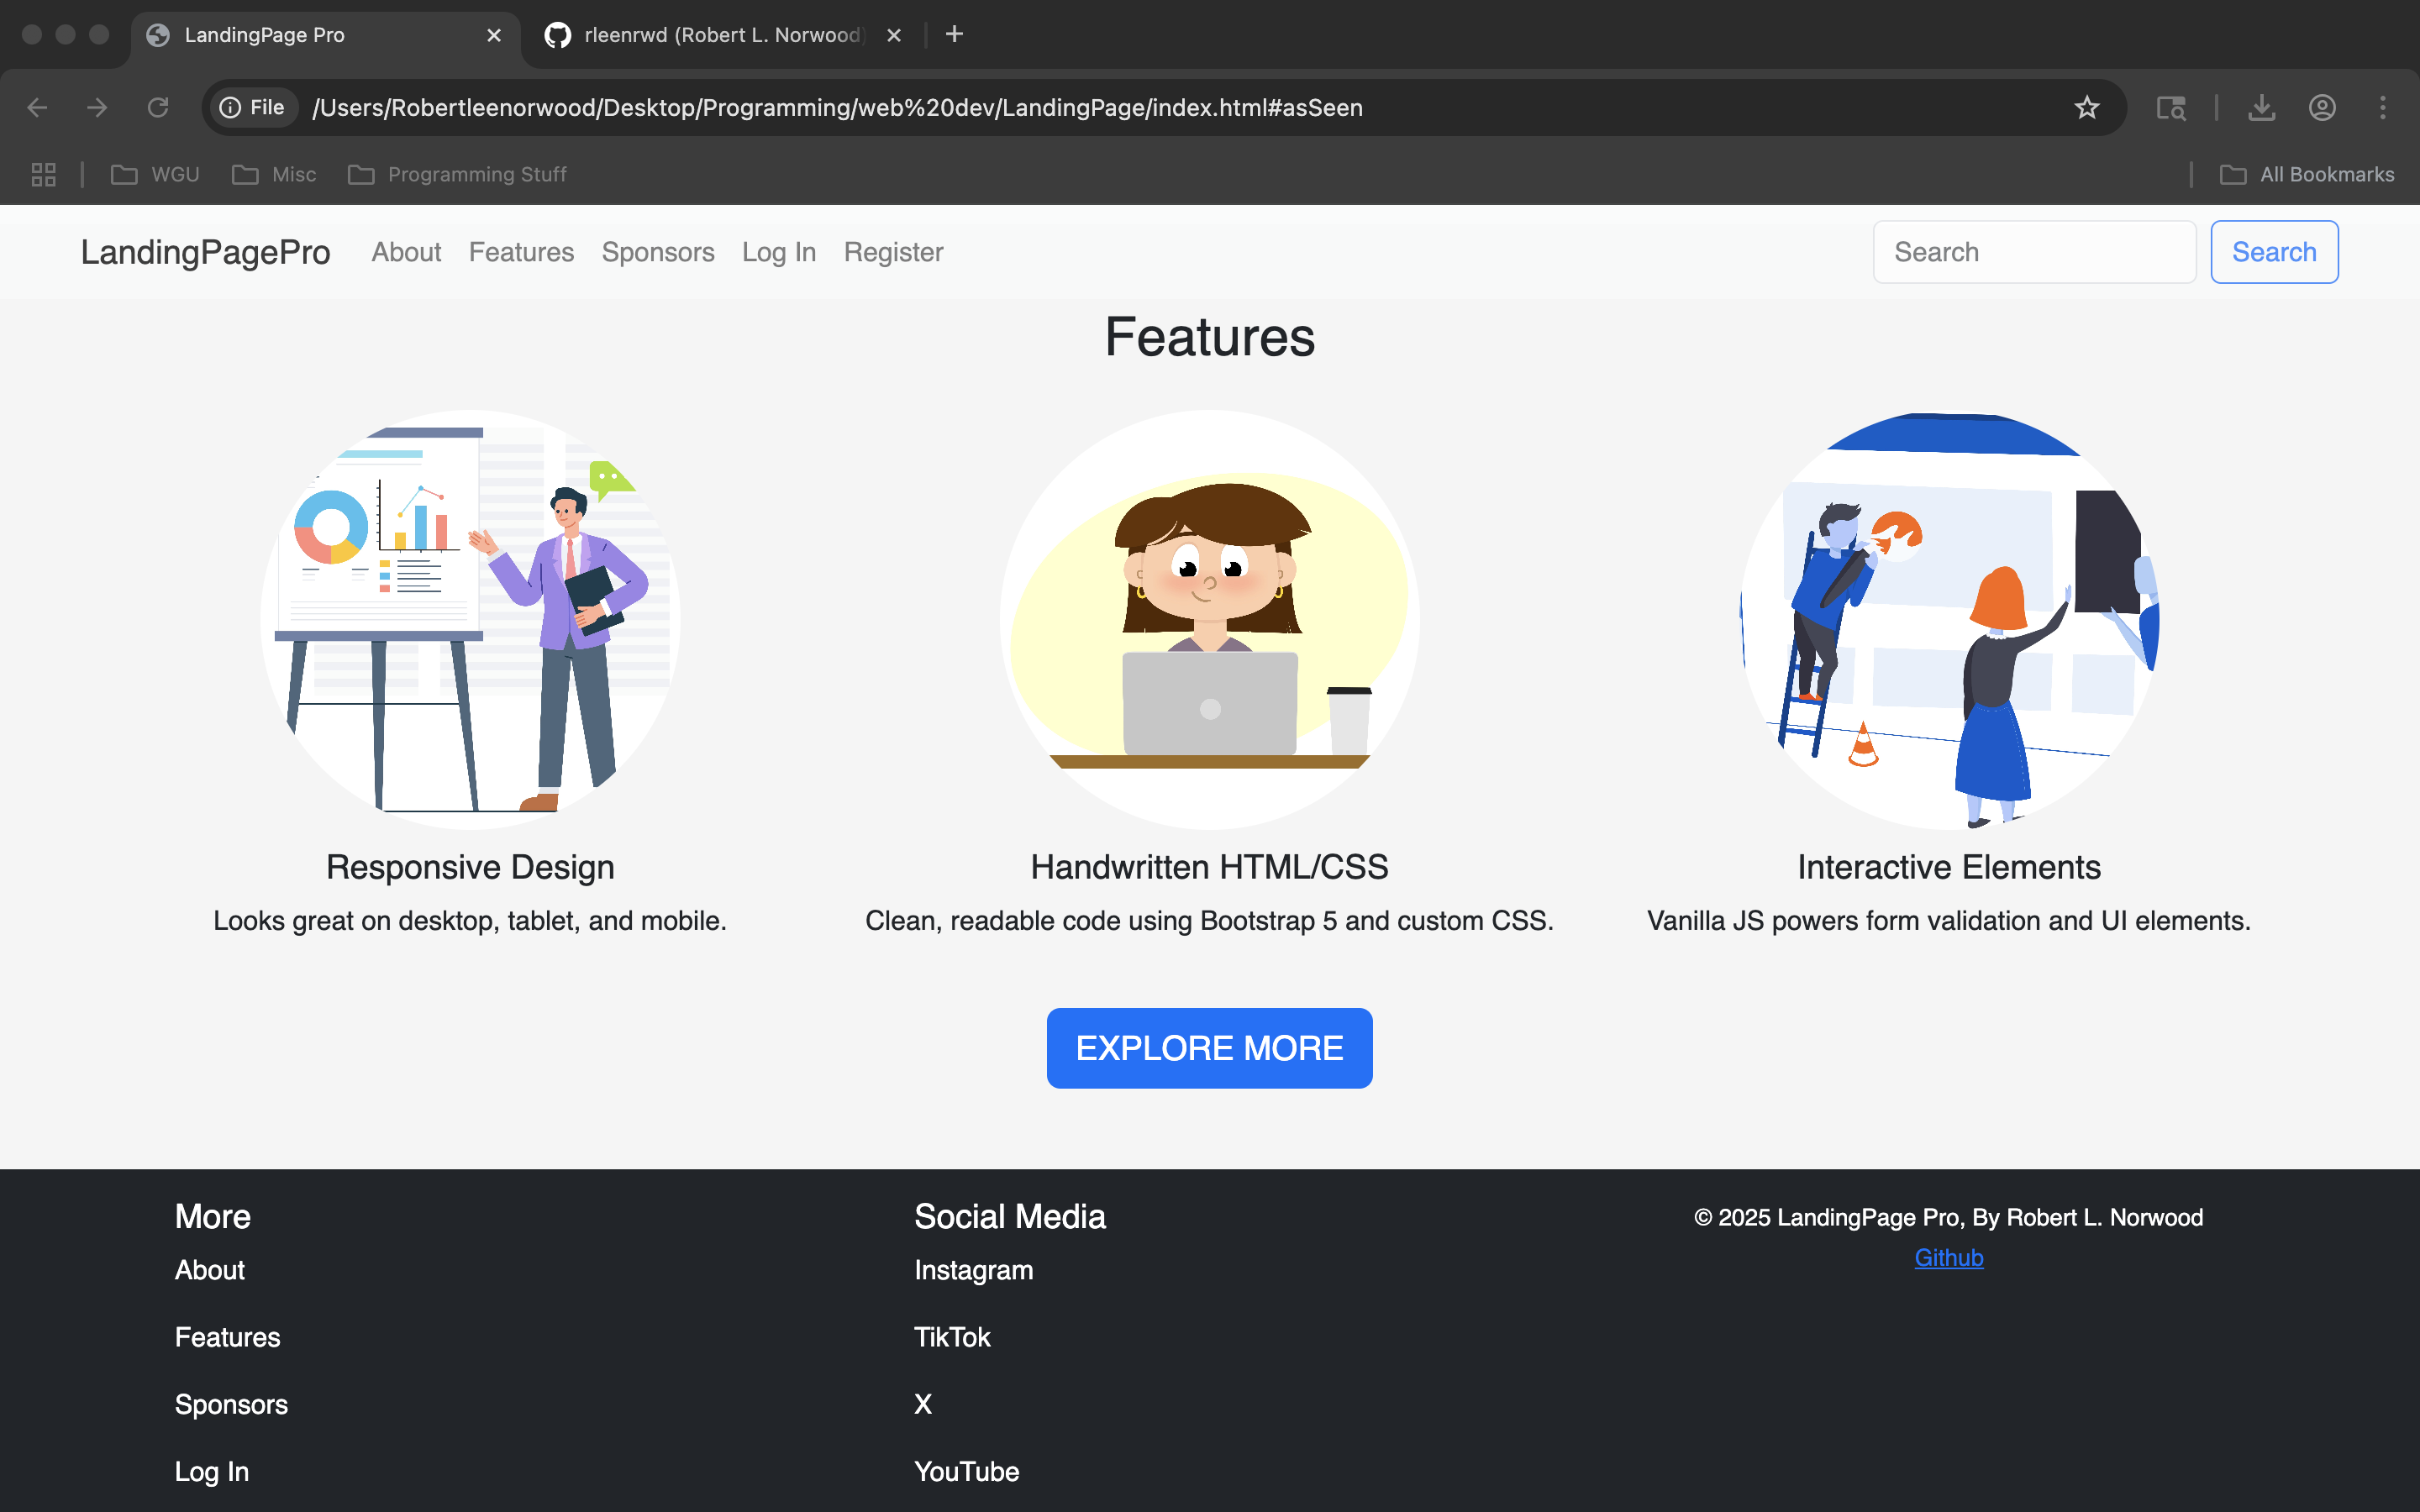 LandingPage Pro
rleenrwd (Robert L. Norwood)
File /Users/Robertleenorwood/Desktop/Programming/web%20dev/LandingPage/index.html#asSeen
WGU Misc Programming Stuff All Bookmarks
LandingPagePro About Features Sponsors Log In Register Search Search
Features
Responsive Design
Looks great on desktop, tablet, and mobile.
Handwritten HTML/CSS
Clean, readable code using Bootstrap 5 and custom CSS.
Interactive Elements
Vanilla JS powers form validation and UI elements.
EXPLORE MORE
More
About
Features
Sponsors
Log In
Social Media
Instagram
TikTok
X
YouTube
© 2025 LandingPage Pro, By Robert L. Norwood
Github